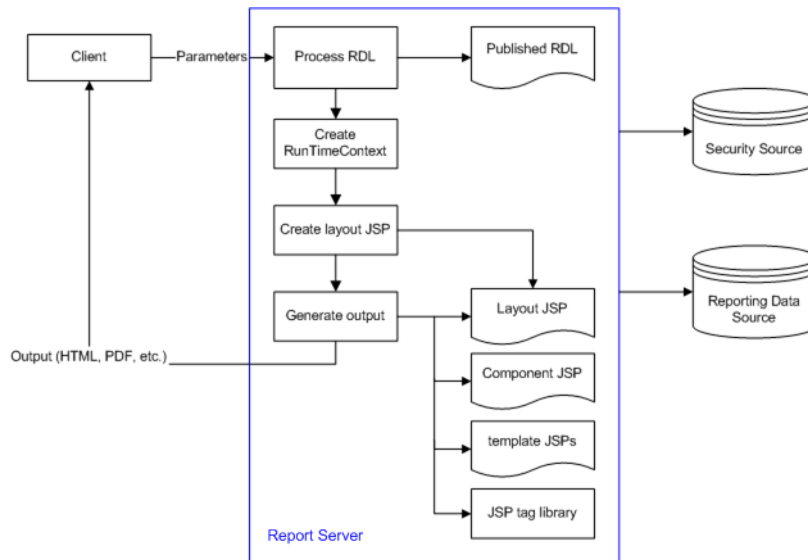 Client
Parameters
Process RDL
Published RDL
Create
RunTimeContext
Security Source
Create layout JSP
Generate output
Layout JSP
Reporting Data
Source
Output (HTML, PDF, etc.)
Component JSP
template JSPs
JSP tag library
Report Server